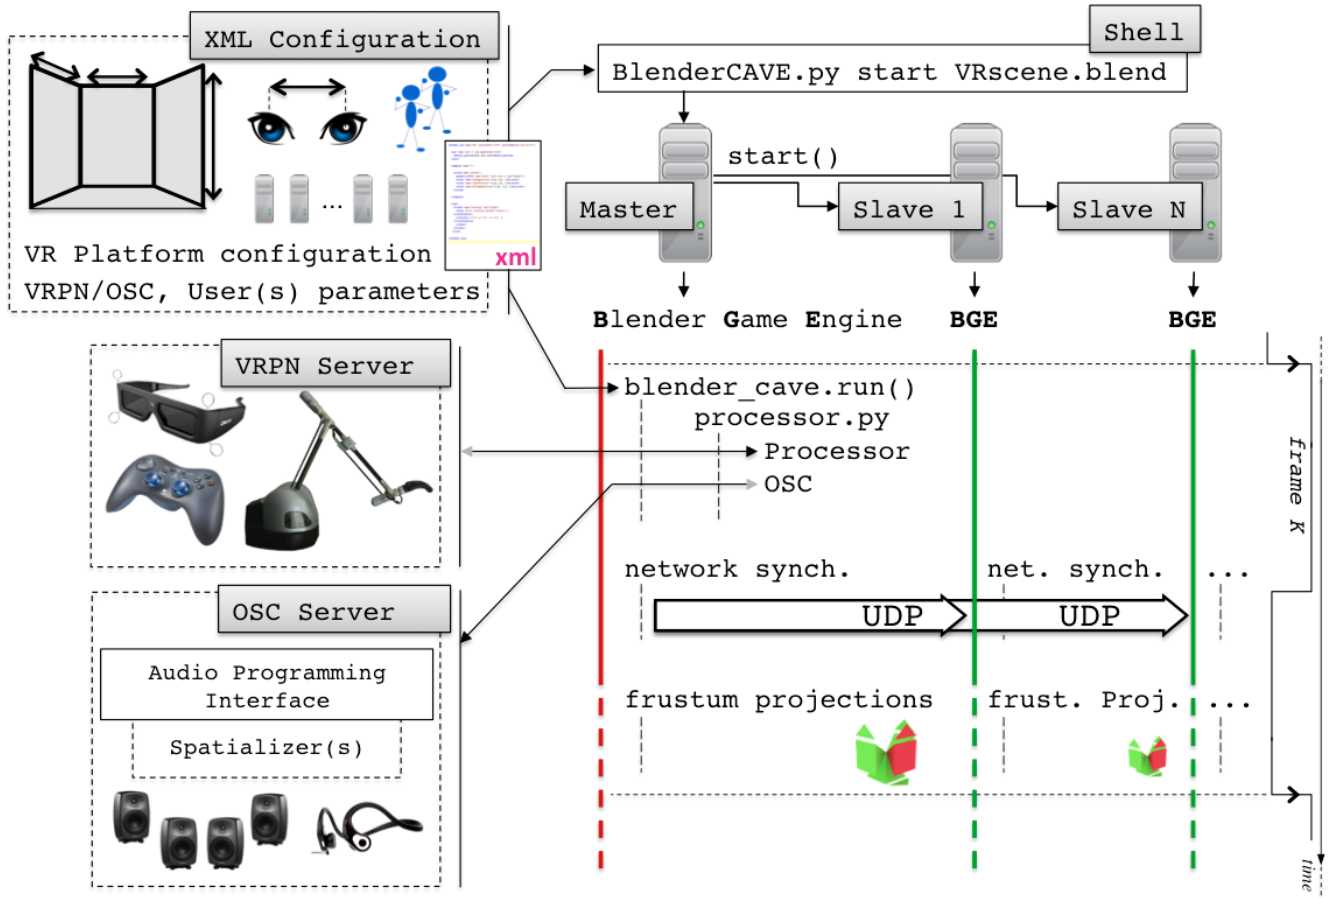 XML Configuration
VR Platform configuration
VRPN/OSC, User(s) parameters
...
xml
Shell
BlenderCAVE.py start VRscene.blend
start()
Master
Slave 1
Slave N
Blender Game Engine
BGE
BGE
VRPN Server
blender_cave.run()
processor.py
Processor
OSC
frame K
network synch.
net. synch.
...
UDP
UDP
OSC Server
Audio Programming
Interface
Spatializer(s)
frustum projections
frust. Proj.
...
time